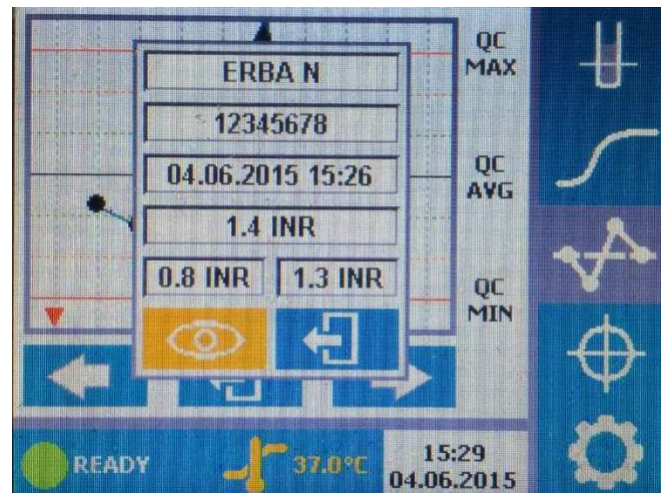 ERBA N
12345678
04.06.2015 15:26
1.4 INR
0.8 INR 1.3 INR
QC
MAX
QC
AVG
QC
MIN
READY
37.0°C
15:29
04.06.2015